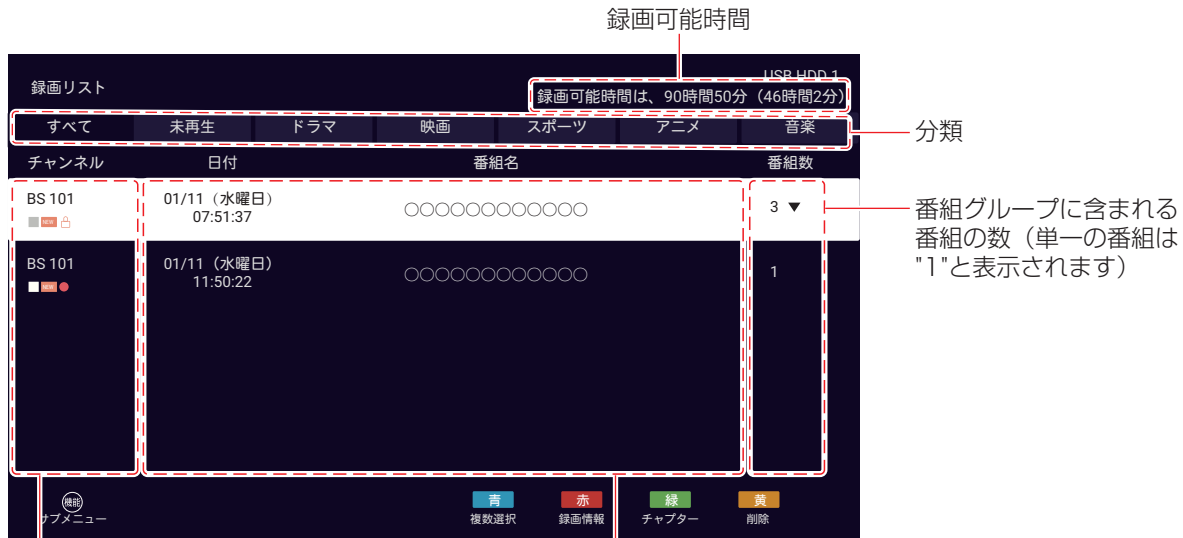 録画可能時間
USB HDD 1
録画リスト
録画可能時間は、90時間50分（46時間2分）
すべて 未再生 ドラマ 映画 スポーツ アニメ 音楽
分類
チャンネル 日付 番組名 番組数
BS 101 01/11（水曜日） 07:51:37 ○○○○○○○○○○○○ 3 ▼
NEW
番組グループに含まれる
番組の数（単一の番組は
"1"と表示されます）
BS 101 01/11（水曜日） 11:50:22 ○○○○○○○○○○○○ 1
NEW
機能 青 赤 緑 黄
サブメニュー 複数選択 録画情報 チャプター 削除